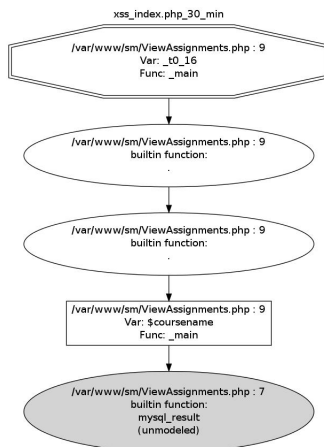 xss_index.php_30_min
/var/www/sm/ViewAssignments.php : 9
Var: _t0_16
Func: _main
/var/www/sm/ViewAssignments.php : 9
builtin function:
.
/var/www/sm/ViewAssignments.php : 9
builtin function:
.
/var/www/sm/ViewAssignments.php : 9
Var: $coursename
Func: _main
/var/www/sm/ViewAssignments.php : 7
builtin function:
mysql_result
(unmodeled)